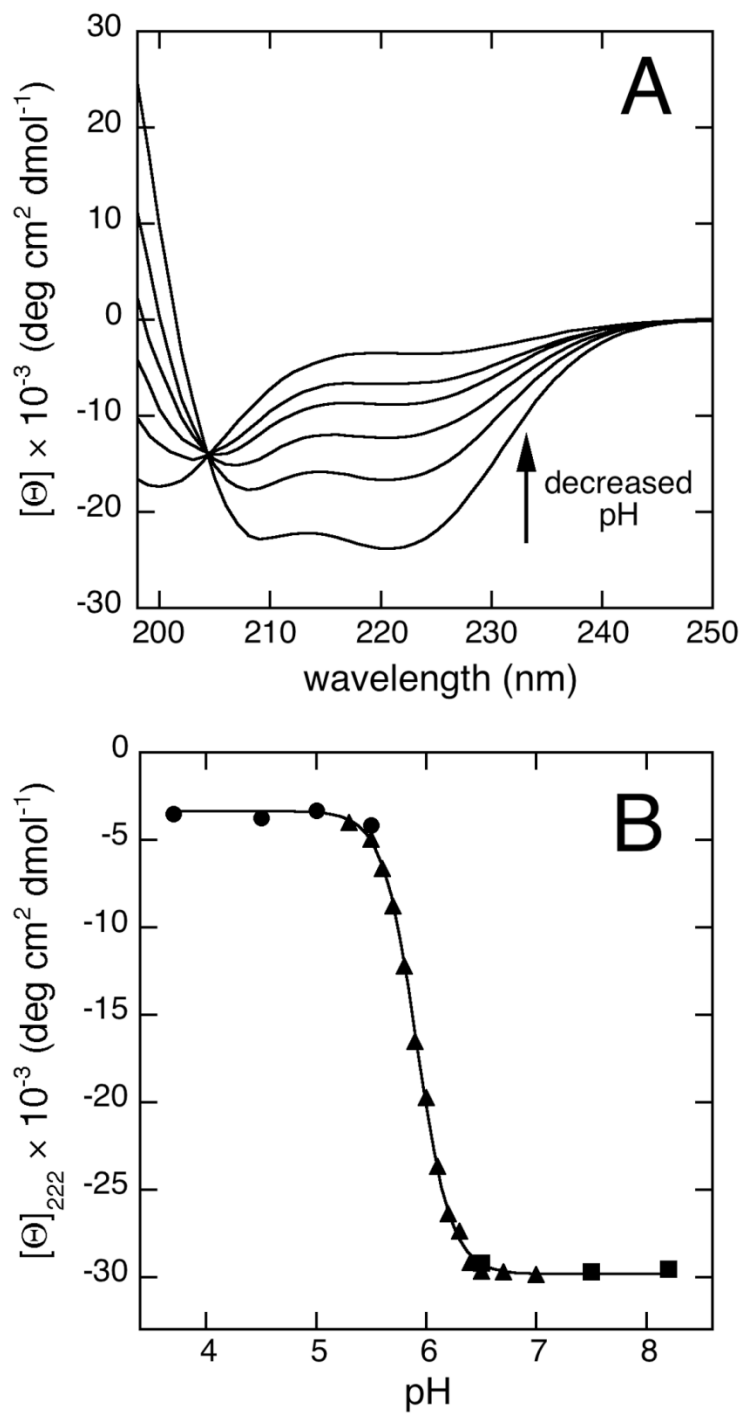 A
30
20
10
0
-10
-20
-30
[Θ] × 10⁻³ (deg cm² dmol⁻¹)
decreased
pH
200 210 220 230 240 250
wavelength (nm)
B
0
-5
-10
-15
-20
-25
-30
[Θ]₂₂₂ × 10⁻³ (deg cm² dmol⁻¹)
4 5 6 7 8
pH